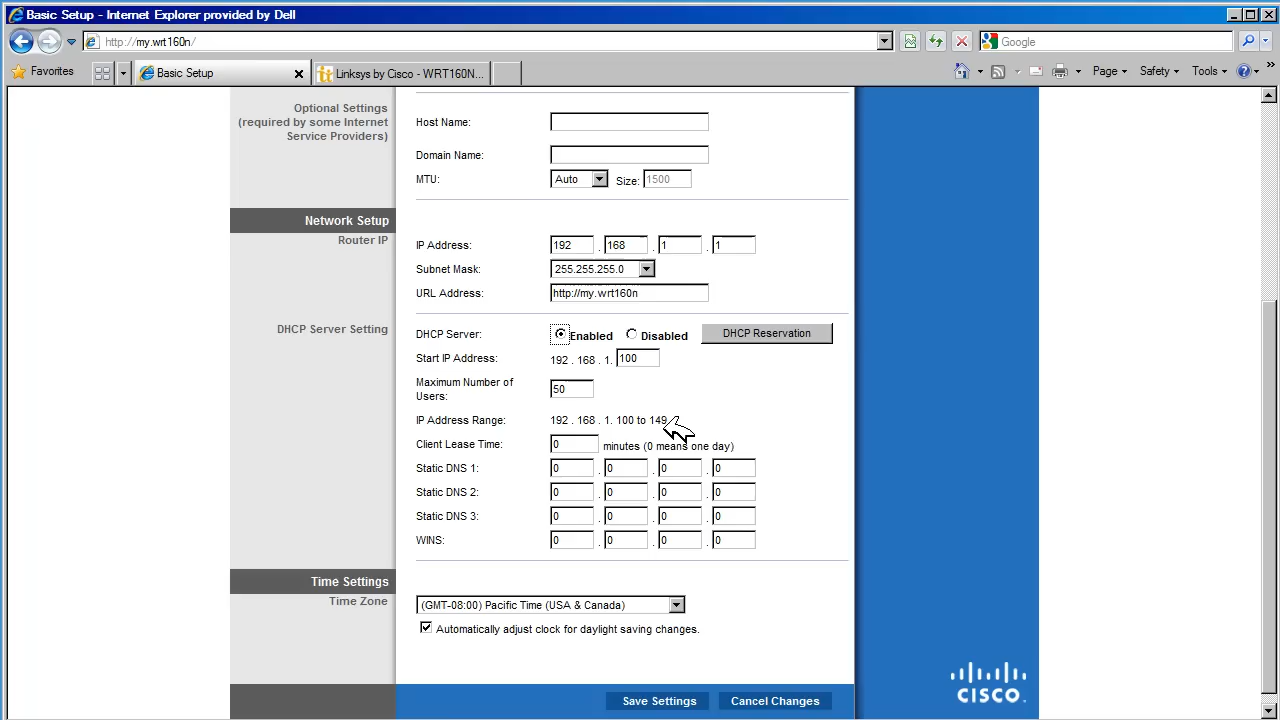 Basic Setup - Internet Explorer provided by Dell
http://my.wrt160n/
Google
Favorites
Basic Setup
Linksys by Cisco - WRT160N...
Page
Safety
Tools
»
Optional Settings
(required by some Internet
Service Providers)
Host Name:
Domain Name:
MTU: Auto Size: 1500
Network Setup
Router IP
IP Address: 192 . 168 . 1 . 1
Subnet Mask: 255.255.255.0
URL Address: http://my.wrt160n
DHCP Server Setting
DHCP Server: Enabled Disabled DHCP Reservation
Start IP Address: 192 . 168 . 1. 100
Maximum Number of
Users: 50
IP Address Range: 192 . 168 . 1. 100 to 149
Client Lease Time: 0 minutes (0 means one day)
Static DNS 1: 0 . 0 . 0 . 0
Static DNS 2: 0 . 0 . 0 . 0
Static DNS 3: 0 . 0 . 0 . 0
WINS: 0 . 0 . 0 . 0
Time Settings
Time Zone
(GMT-08:00) Pacific Time (USA & Canada)
Automatically adjust clock for daylight saving changes.
Save Settings Cancel Changes
CISCO.